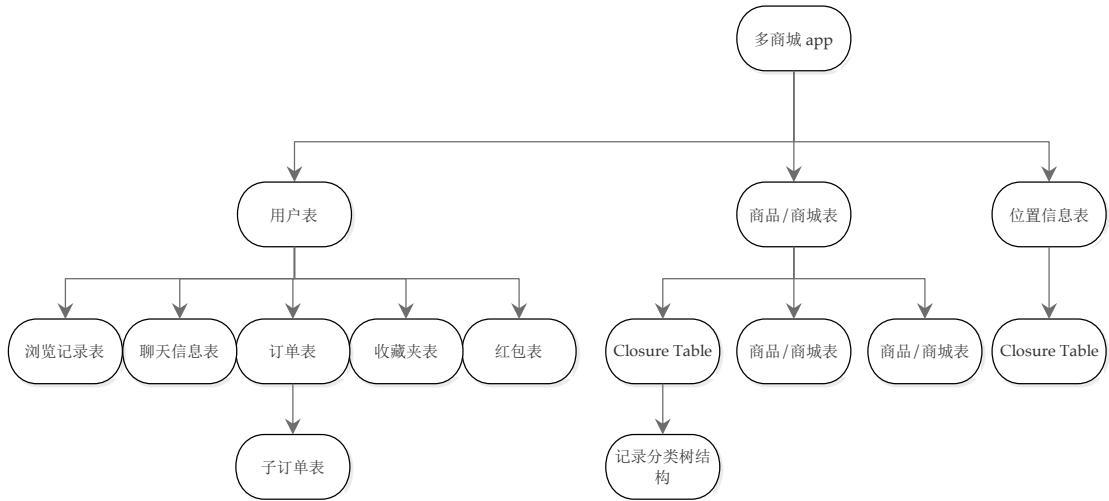 多商城 app
用户表
商品/商城表
位置信息表
浏览记录表
聊天信息表
订单表
收藏夹表
红包表
Closure Table
商品/商城表
商品/商城表
Closure Table
子订单表
记录分类树结
构